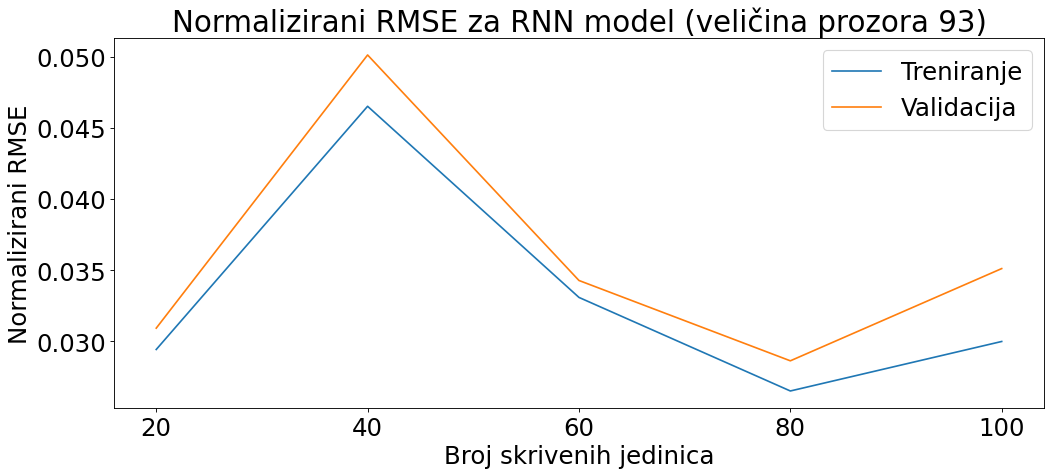 Normalizirani RMSE za RNN model (veličina prozora 93)
Normalizirani RMSE
0.050
0.045
0.040
0.035
0.030
Treniranje
Validacija
20 40 60 80 100
Broj skrivenih jedinica